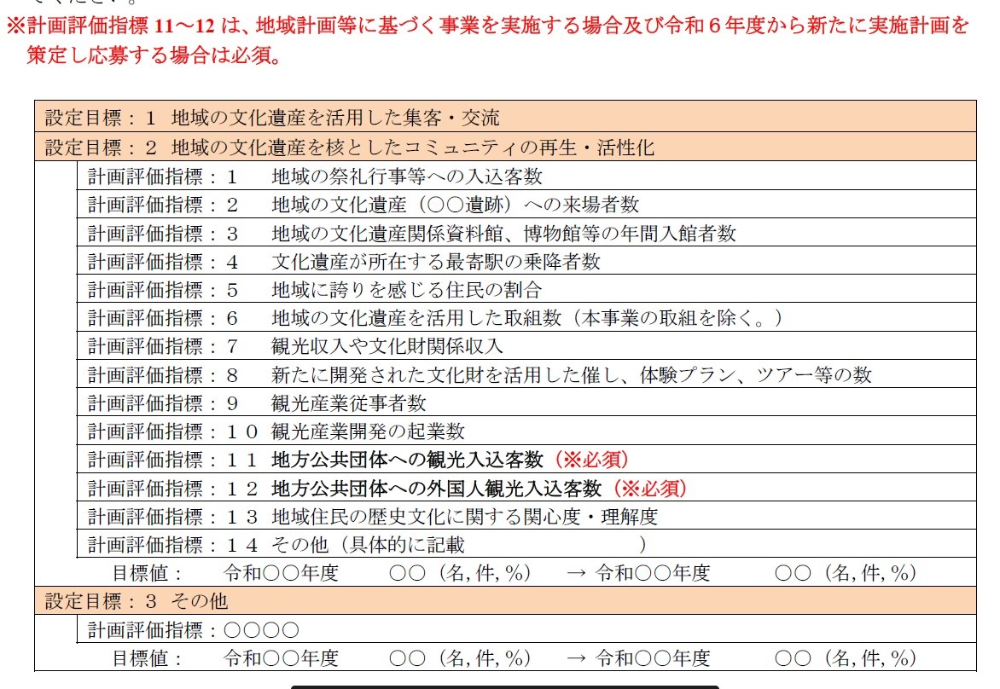 てください。
※計画評価指標 11～12 は、地域計画等に基づく事業を実施する場合及び令和６年度から新たに実施計画を
策定し応募する場合は必須。
設定目標：１ 地域の文化遺産を活用した集客・交流
設定目標：２ 地域の文化遺産を核としたコミュニティの再生・活性化
計画評価指標：１ 地域の祭礼行事等への入込客数
計画評価指標：２ 地域の文化遺産（○○遺跡）への来場者数
計画評価指標：３ 地域の文化遺産関係資料館、博物館等の年間入館者数
計画評価指標：４ 文化遺産が所在する最寄駅の乗降者数
計画評価指標：５ 地域に誇りを感じる住民の割合
計画評価指標：６ 地域の文化遺産を活用した取組数（本事業の取組を除く。）
計画評価指標：７ 観光収入や文化財関係収入
計画評価指標：８ 新たに開発された文化財を活用した催し、体験プラン、ツアー等の数
計画評価指標：９ 観光産業従事者数
計画評価指標：１０ 観光産業開発の起業数
計画評価指標：１１ 地方公共団体への観光入込客数（※必須）
計画評価指標：１２ 地方公共団体への外国人観光入込客数（※必須）
計画評価指標：１３ 地域住民の歴史文化に関する関心度・理解度
計画評価指標：１４ その他（具体的に記載 ）
目標値： 令和○○年度 ○○（名,件,％） → 令和○○年度 ○○（名,件,％）
設定目標：３ その他
計画評価指標：○○○○
目標値： 令和○○年度 ○○（名,件,％） → 令和○○年度 ○○（名,件,％）